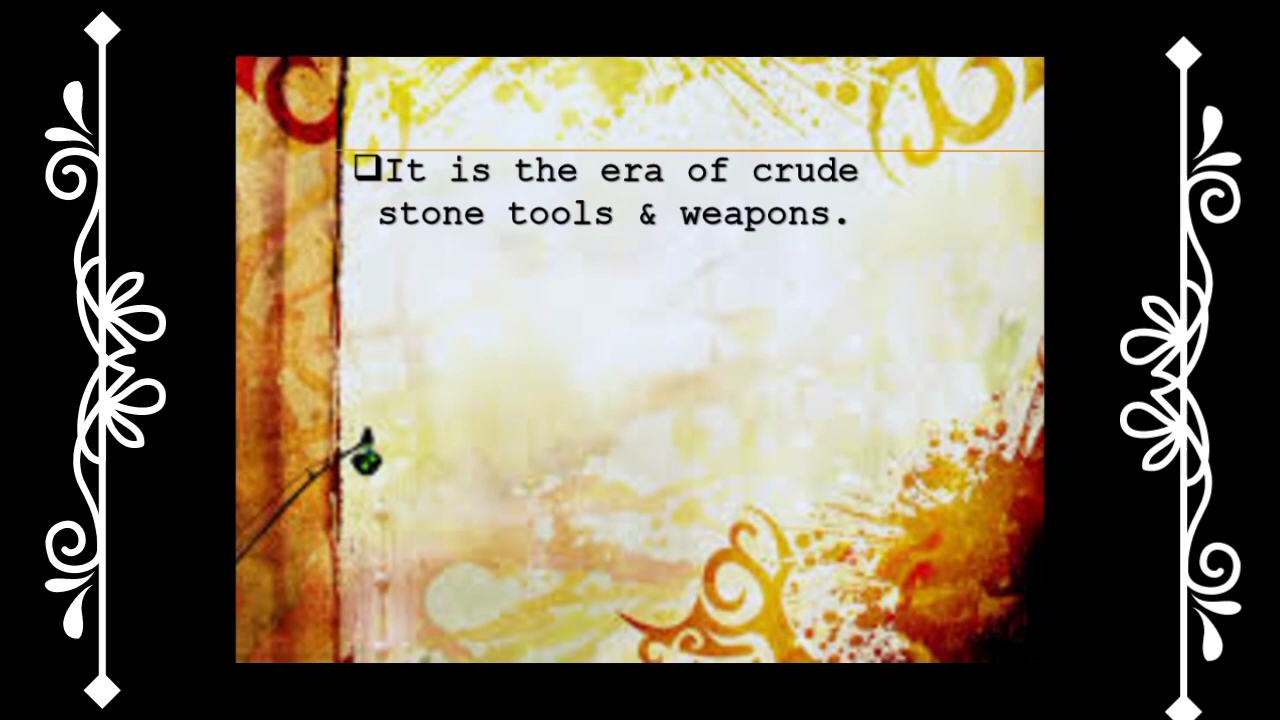 ❑It is the era of crude
stone tools & weapons.